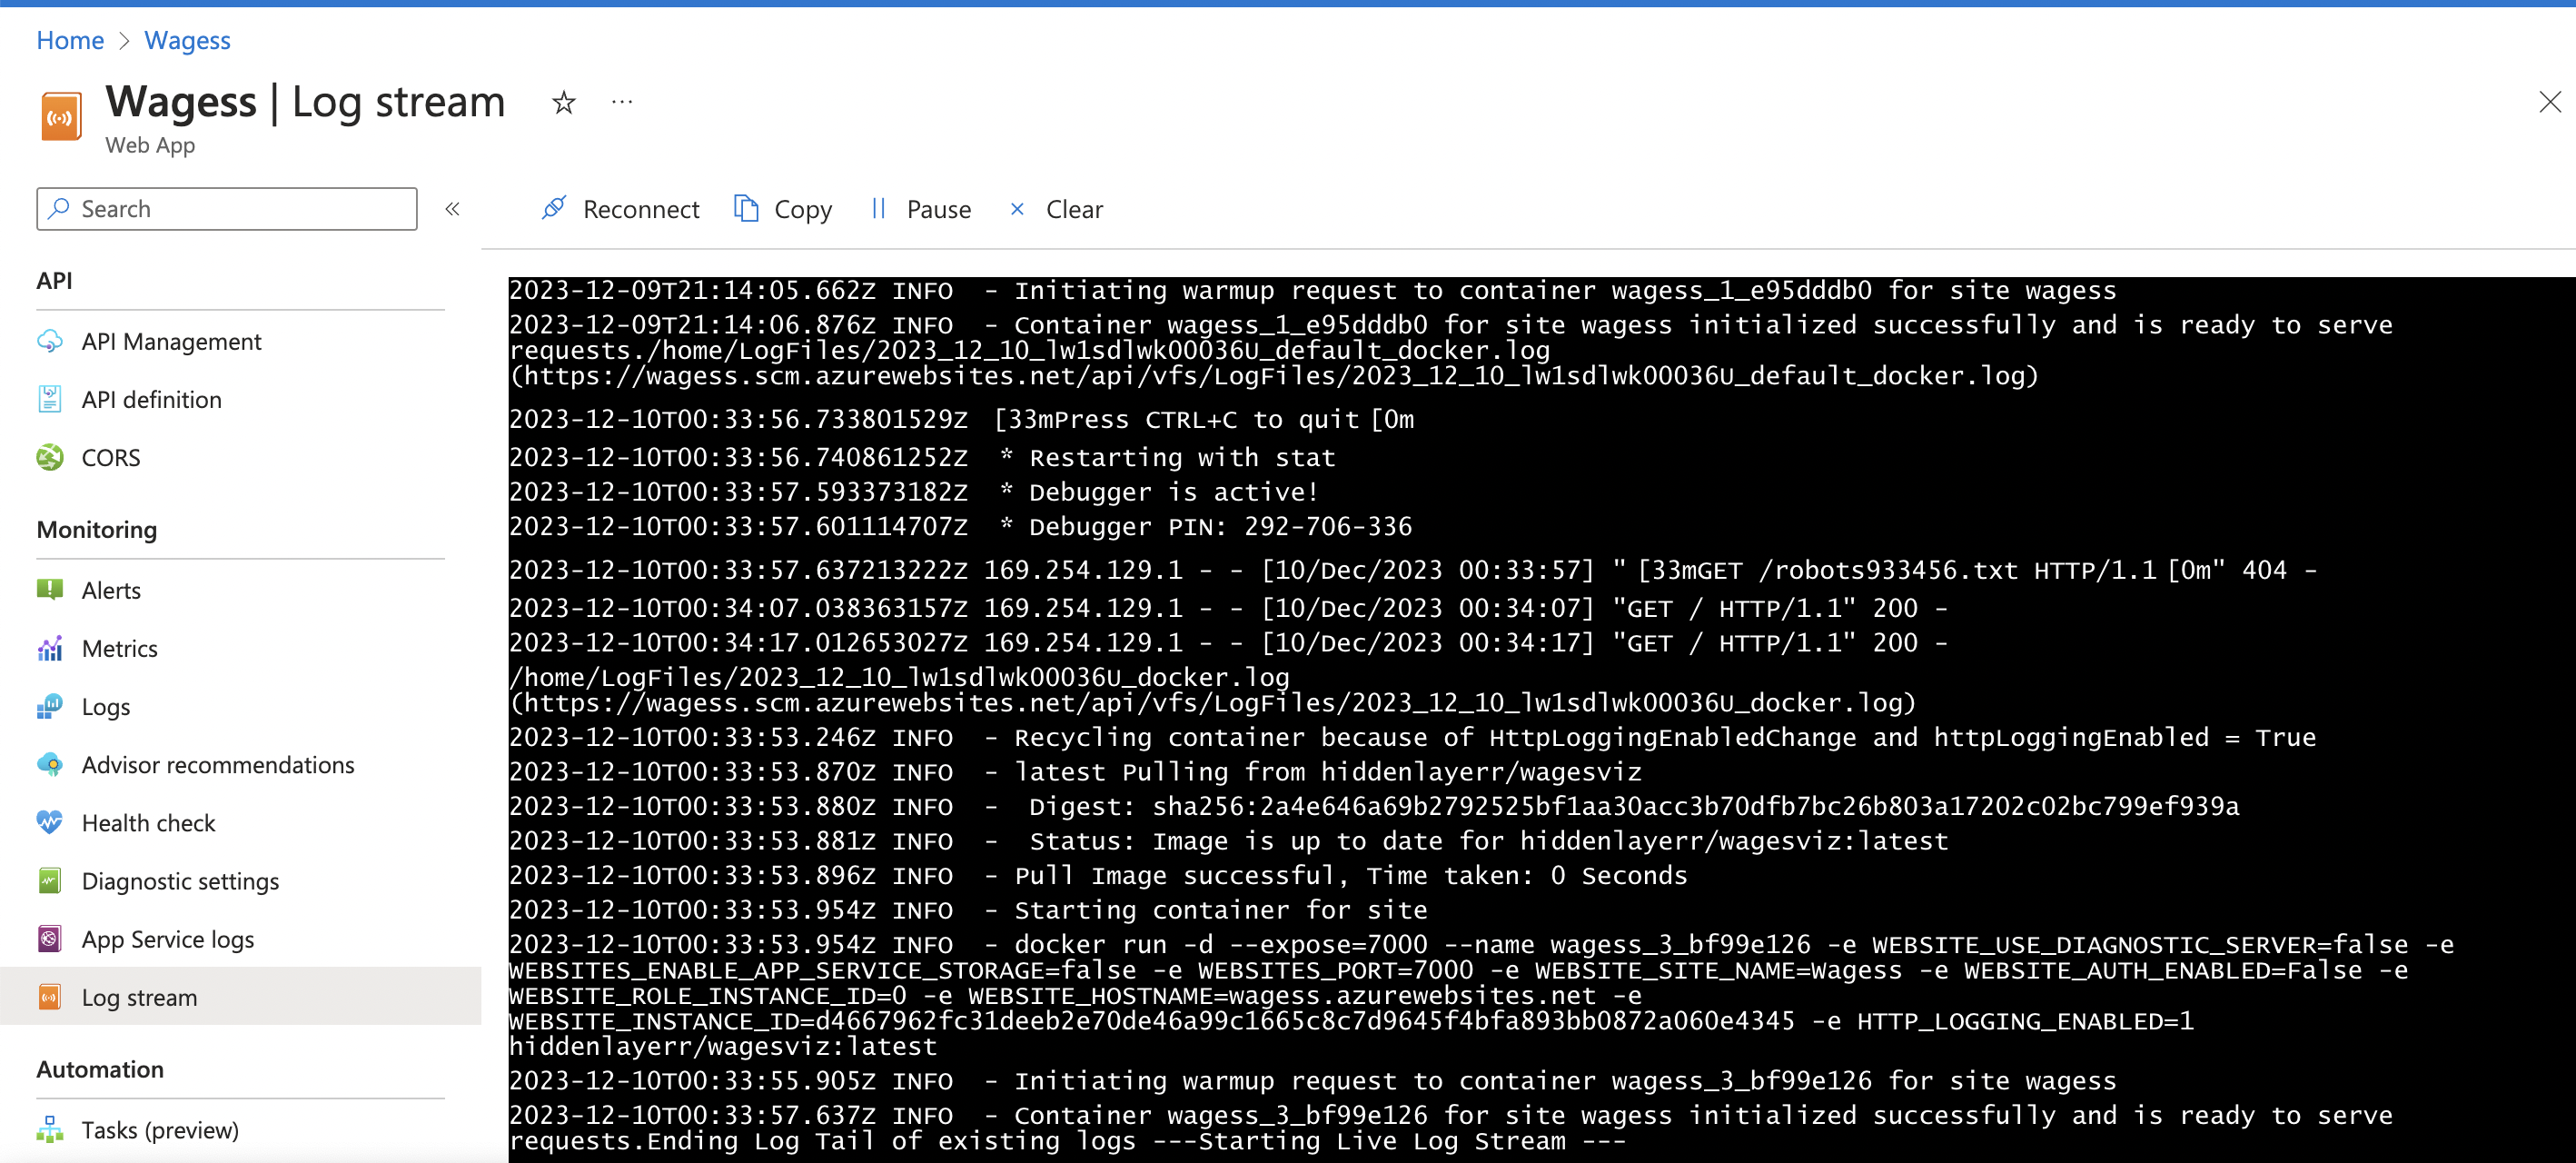 Home > Wagess
Wagess | Log stream
Web App
Search
Reconnect Copy Pause Clear
API
API Management
API definition
CORS
Monitoring
Alerts
Metrics
Logs
Advisor recommendations
Health check
Diagnostic settings
App Service logs
Log stream
Automation
Tasks (preview)
2023-12-09T21:14:05.662Z INFO  - Initiating warmup request to container wagess_1_e95dddb0 for site wagess
2023-12-09T21:14:06.876Z INFO  - Container wagess_1_e95dddb0 for site wagess initialized successfully and is ready to serve
requests./home/LogFiles/2023_12_10_lw1sdlwk00036U_default_docker.log
(https://wagess.scm.azurewebsites.net/api/vfs/LogFiles/2023_12_10_lw1sdlwk00036U_default_docker.log)
2023-12-10T00:33:56.733801529Z [33mPress CTRL+C to quit[0m
2023-12-10T00:33:56.740861252Z  * Restarting with stat
2023-12-10T00:33:57.593373182Z  * Debugger is active!
2023-12-10T00:33:57.601114707Z  * Debugger PIN: 292-706-336
2023-12-10T00:33:57.637213222Z 169.254.129.1 - - [10/Dec/2023 00:33:57] "[33mGET /robots933456.txt HTTP/1.1[0m" 404 -
2023-12-10T00:34:07.038363157Z 169.254.129.1 - - [10/Dec/2023 00:34:07] "GET / HTTP/1.1" 200 -
2023-12-10T00:34:17.012653027Z 169.254.129.1 - - [10/Dec/2023 00:34:17] "GET / HTTP/1.1" 200 -
/home/LogFiles/2023_12_10_lw1sdlwk00036U_docker.log
(https://wagess.scm.azurewebsites.net/api/vfs/LogFiles/2023_12_10_lw1sdlwk00036U_docker.log)
2023-12-10T00:33:53.246Z INFO  - Recycling container because of HttpLoggingEnabledChange and httpLoggingEnabled = True
2023-12-10T00:33:53.870Z INFO  - latest Pulling from hiddenlayerr/wagesviz
2023-12-10T00:33:53.880Z INFO  -  Digest: sha256:2a4e646a69b2792525bf1aa30acc3b70dfb7bc26b803a17202c02bc799ef939a
2023-12-10T00:33:53.881Z INFO  -  Status: Image is up to date for hiddenlayerr/wagesviz:latest
2023-12-10T00:33:53.896Z INFO  - Pull Image successful, Time taken: 0 Seconds
2023-12-10T00:33:53.954Z INFO  - Starting container for site
2023-12-10T00:33:53.954Z INFO  - docker run -d --expose=7000 --name wagess_3_bf99e126 -e WEBSITE_USE_DIAGNOSTIC_SERVER=false -e
WEBSITES_ENABLE_APP_SERVICE_STORAGE=false -e WEBSITES_PORT=7000 -e WEBSITE_SITE_NAME=Wagess -e WEBSITE_AUTH_ENABLED=False -e
WEBSITE_ROLE_INSTANCE_ID=0 -e WEBSITE_HOSTNAME=wagess.azurewebsites.net -e
WEBSITE_INSTANCE_ID=d4667962fc31deeb2e70de46a99c1665c8c7d9645f4bfa893bb0872a060e4345 -e HTTP_LOGGING_ENABLED=1
hiddenlayerr/wagesviz:latest
2023-12-10T00:33:55.905Z INFO  - Initiating warmup request to container wagess_3_bf99e126 for site wagess
2023-12-10T00:33:57.637Z INFO  - Container wagess_3_bf99e126 for site wagess initialized successfully and is ready to serve
requests.Ending Log Tail of existing logs ---Starting Live Log Stream ---